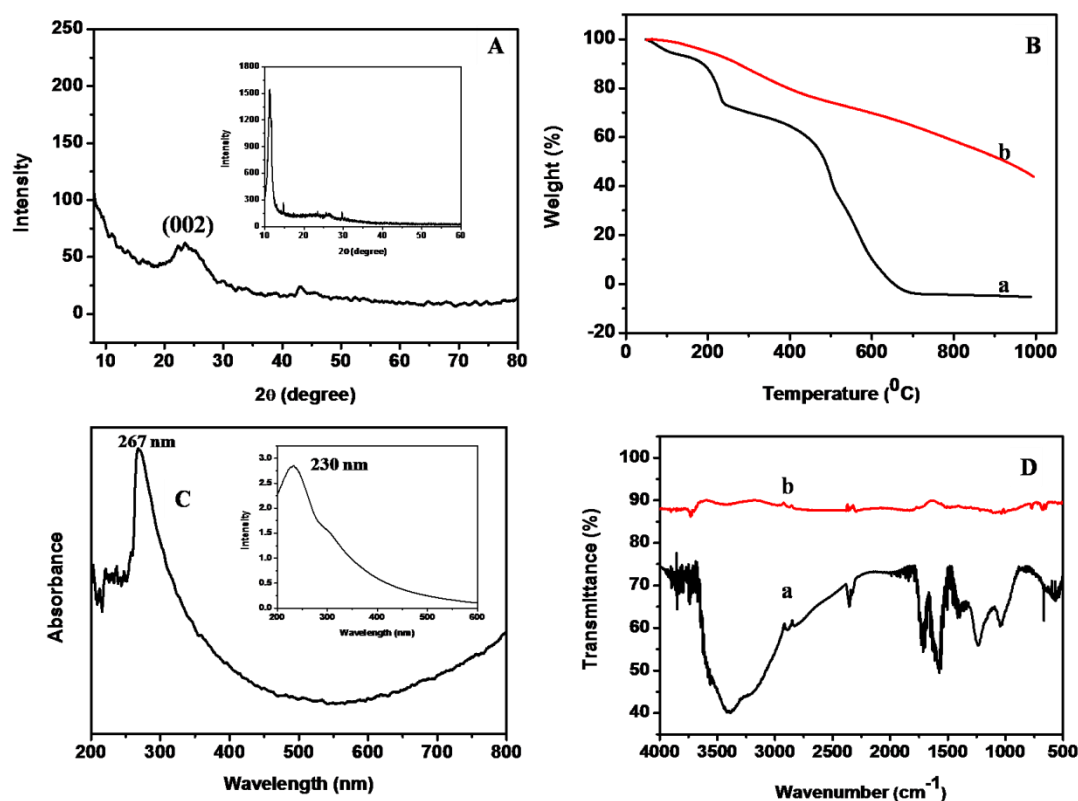 A
250
200
150
100
50
0
Intensity
(002)
10 20 30 40 50 60 70 80
2θ (degree)
1800
1500
1200
900
600
300
0
Intensity
10 20 30 40 50 60
2θ (degree)
B
100
80
60
40
20
0
-20
Weight (%)
b
a
0 200 400 600 800 1000
Temperature (⁰C)
267 nm
C
Absorbance
200 300 400 500 600 700 800
Wavelength (nm)
230 nm
3.0
2.5
2.0
1.5
1.0
0.5
0.0
Intensity
200 300 400 500 600
Wavelength (nm)
D
100
90
80
70
60
50
40
Transmittance (%)
b
a
4000 3500 3000 2500 2000 1500 1000 500
Wavenumber (cm⁻¹)